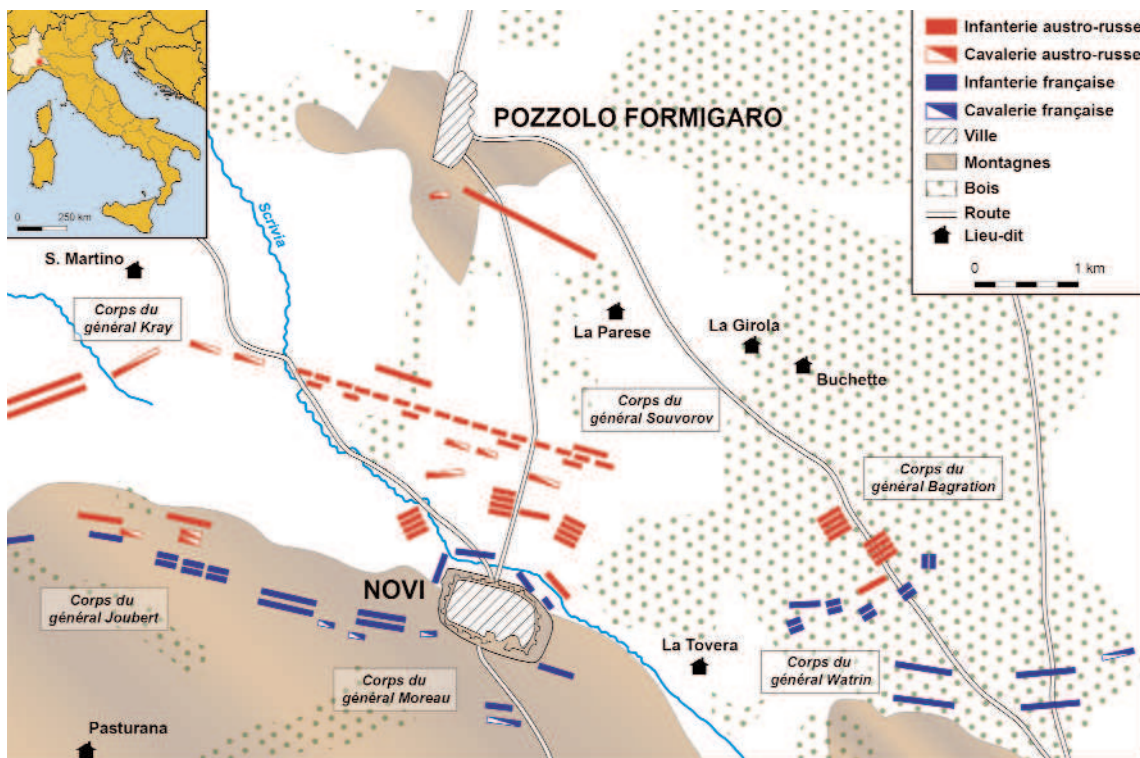 Infanterie austro-russe
Cavalerie austro-russe
Infanterie française
Cavalerie française
Ville
Montagnes
Bois
Route
Lieu-dit
0 1 km
0 250 km
POZZOLO FORMIGARO
Scrivia
S. Martino
Corps du
général Kray
La Parese
La Girola
Buchette
Corps du
général Souvorov
Corps du
général Bagration
NOVI
Corps du
général Joubert
La Tovera
Corps du
général Moreau
Corps du
général Watrin
Pasturana